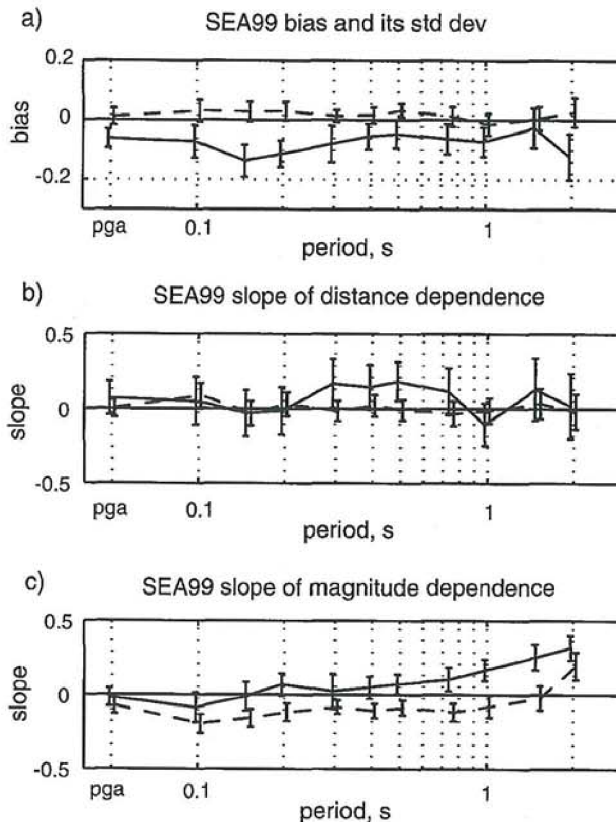 a) SEA99 bias and its std dev
0.2
0
-0.2
bias
pga 0.1 1
period, s
b) SEA99 slope of distance dependence
0.5
0
-0.5
slope
pga 0.1 1
period, s
c) SEA99 slope of magnitude dependence
0.5
0
-0.5
slope
pga 0.1 1
period, s